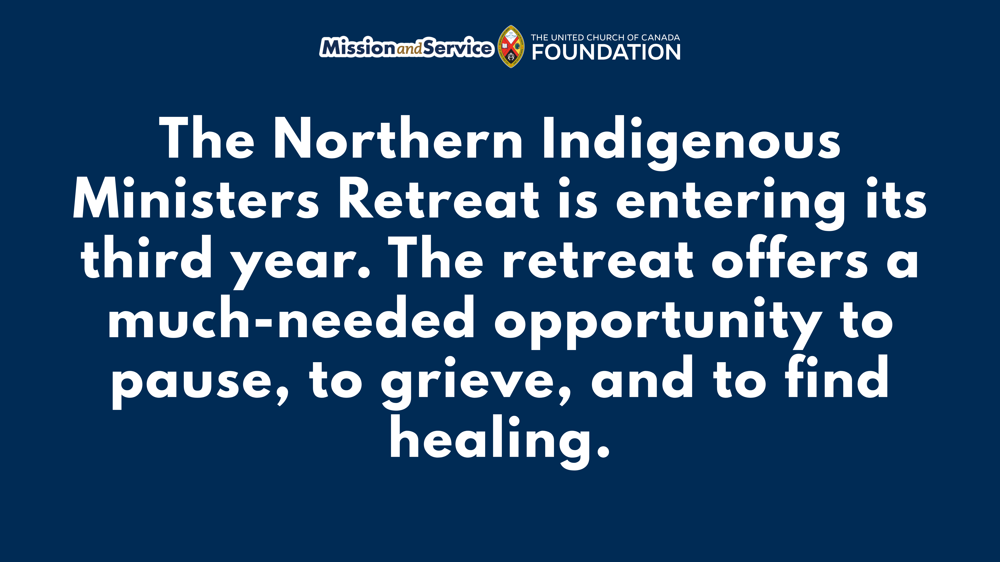 MissionandService
THE UNITED CHURCH OF CANADA
FOUNDATION
The Northern Indigenous
Ministers Retreat is entering its
third year. The retreat offers a
much-needed opportunity to
pause, to grieve, and to find
healing.